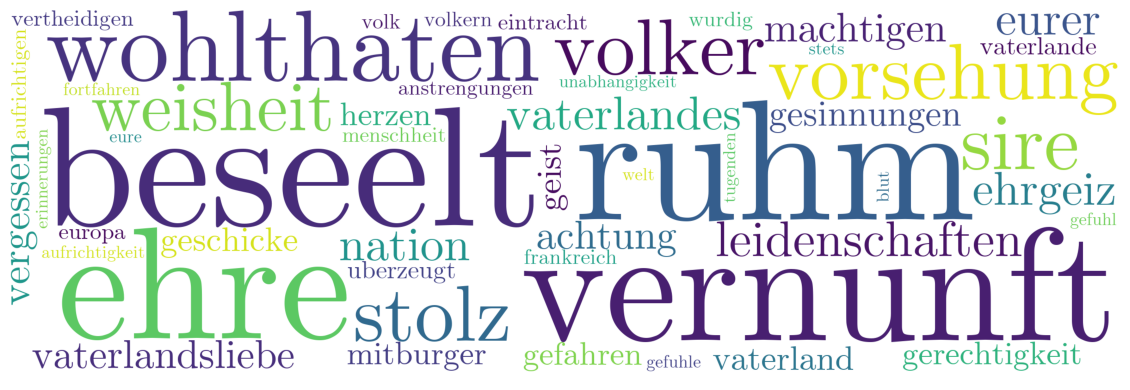 vertheidigen
volk
volkern
eintracht
wurdig
machtigen
eurer
wohlthaten
volker
stets
vaterlande
aufrichtigen
fortfahren
anstrengungen
unabhangigkeit
vorsehung
weisheit
herzen
vaterlandes
gesinnungen
eure
menschheit
erinnerungen
beseelt
geist
ruhm
welt
tugenden
blut
sire
ehrgeiz
vergessen
europa
geschicke
nation
achtung
leidenschaften
gefuhl
aufrichtigkeit
uberzeugt
frankreich
ehre
stolz
vernunft
vaterlandsliebe
mitburger
gefahren
gefuhle
vaterland
gerechtigkeit